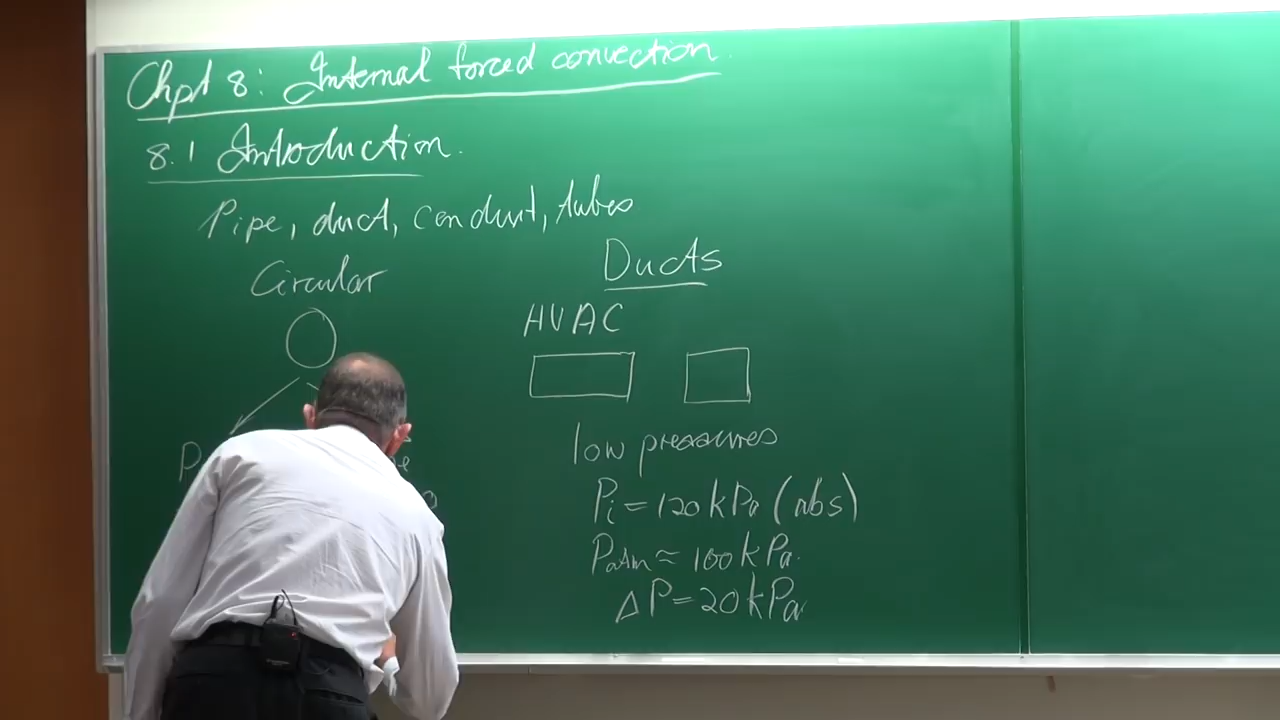 Chpt 8: Internal forced convection.
8.1 Introduction.
Pipe, duct, conduit, tubes
Circular
Ducts
HVAC
low pressures
Pi = 120 kPa (abs)
Patm ≈ 100 kPa.
ΔP = 20 kPa